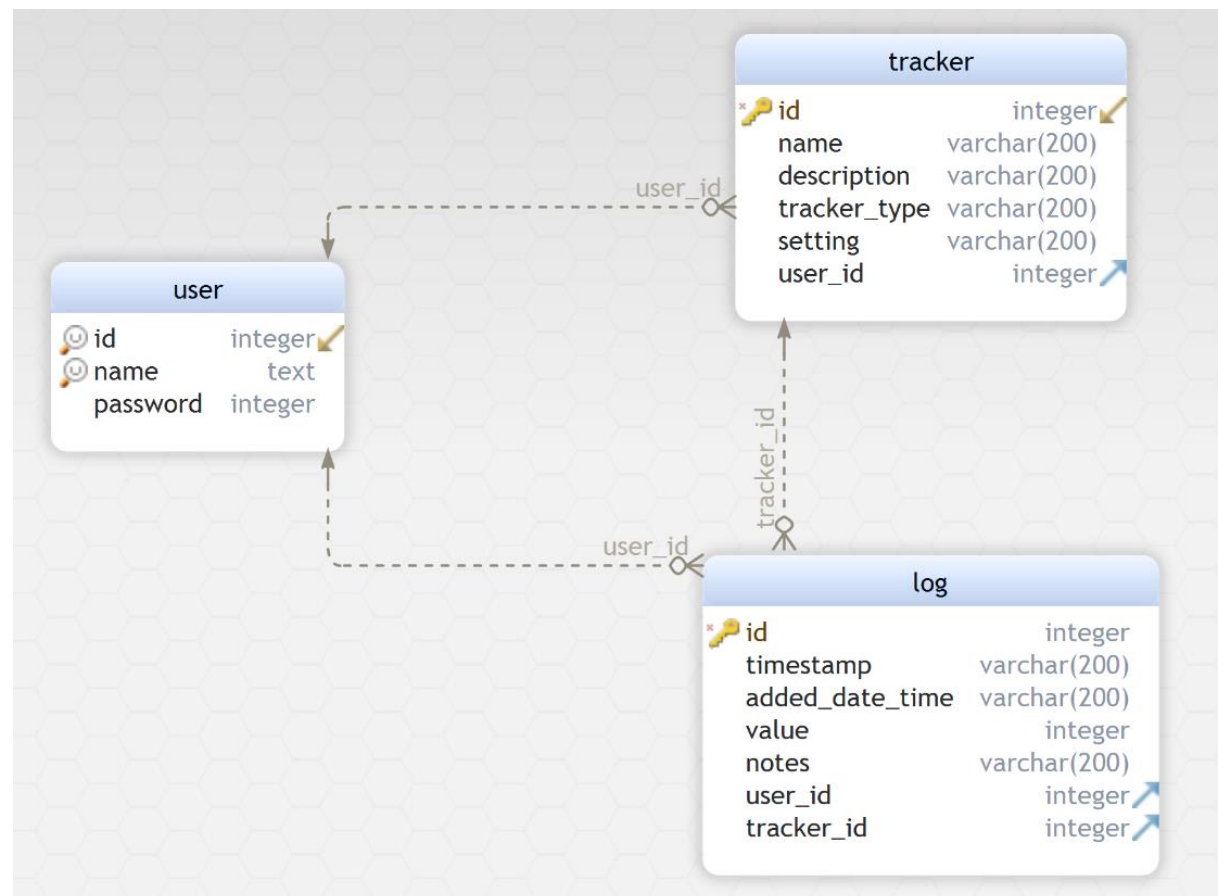 tracker
id integer
name varchar(200)
description varchar(200)
tracker_type varchar(200)
setting varchar(200)
user_id integer
user_id
user
id integer
name text
password integer
tracker_id
user_id
log
id integer
timestamp varchar(200)
added_date_time varchar(200)
value integer
notes varchar(200)
user_id integer
tracker_id integer